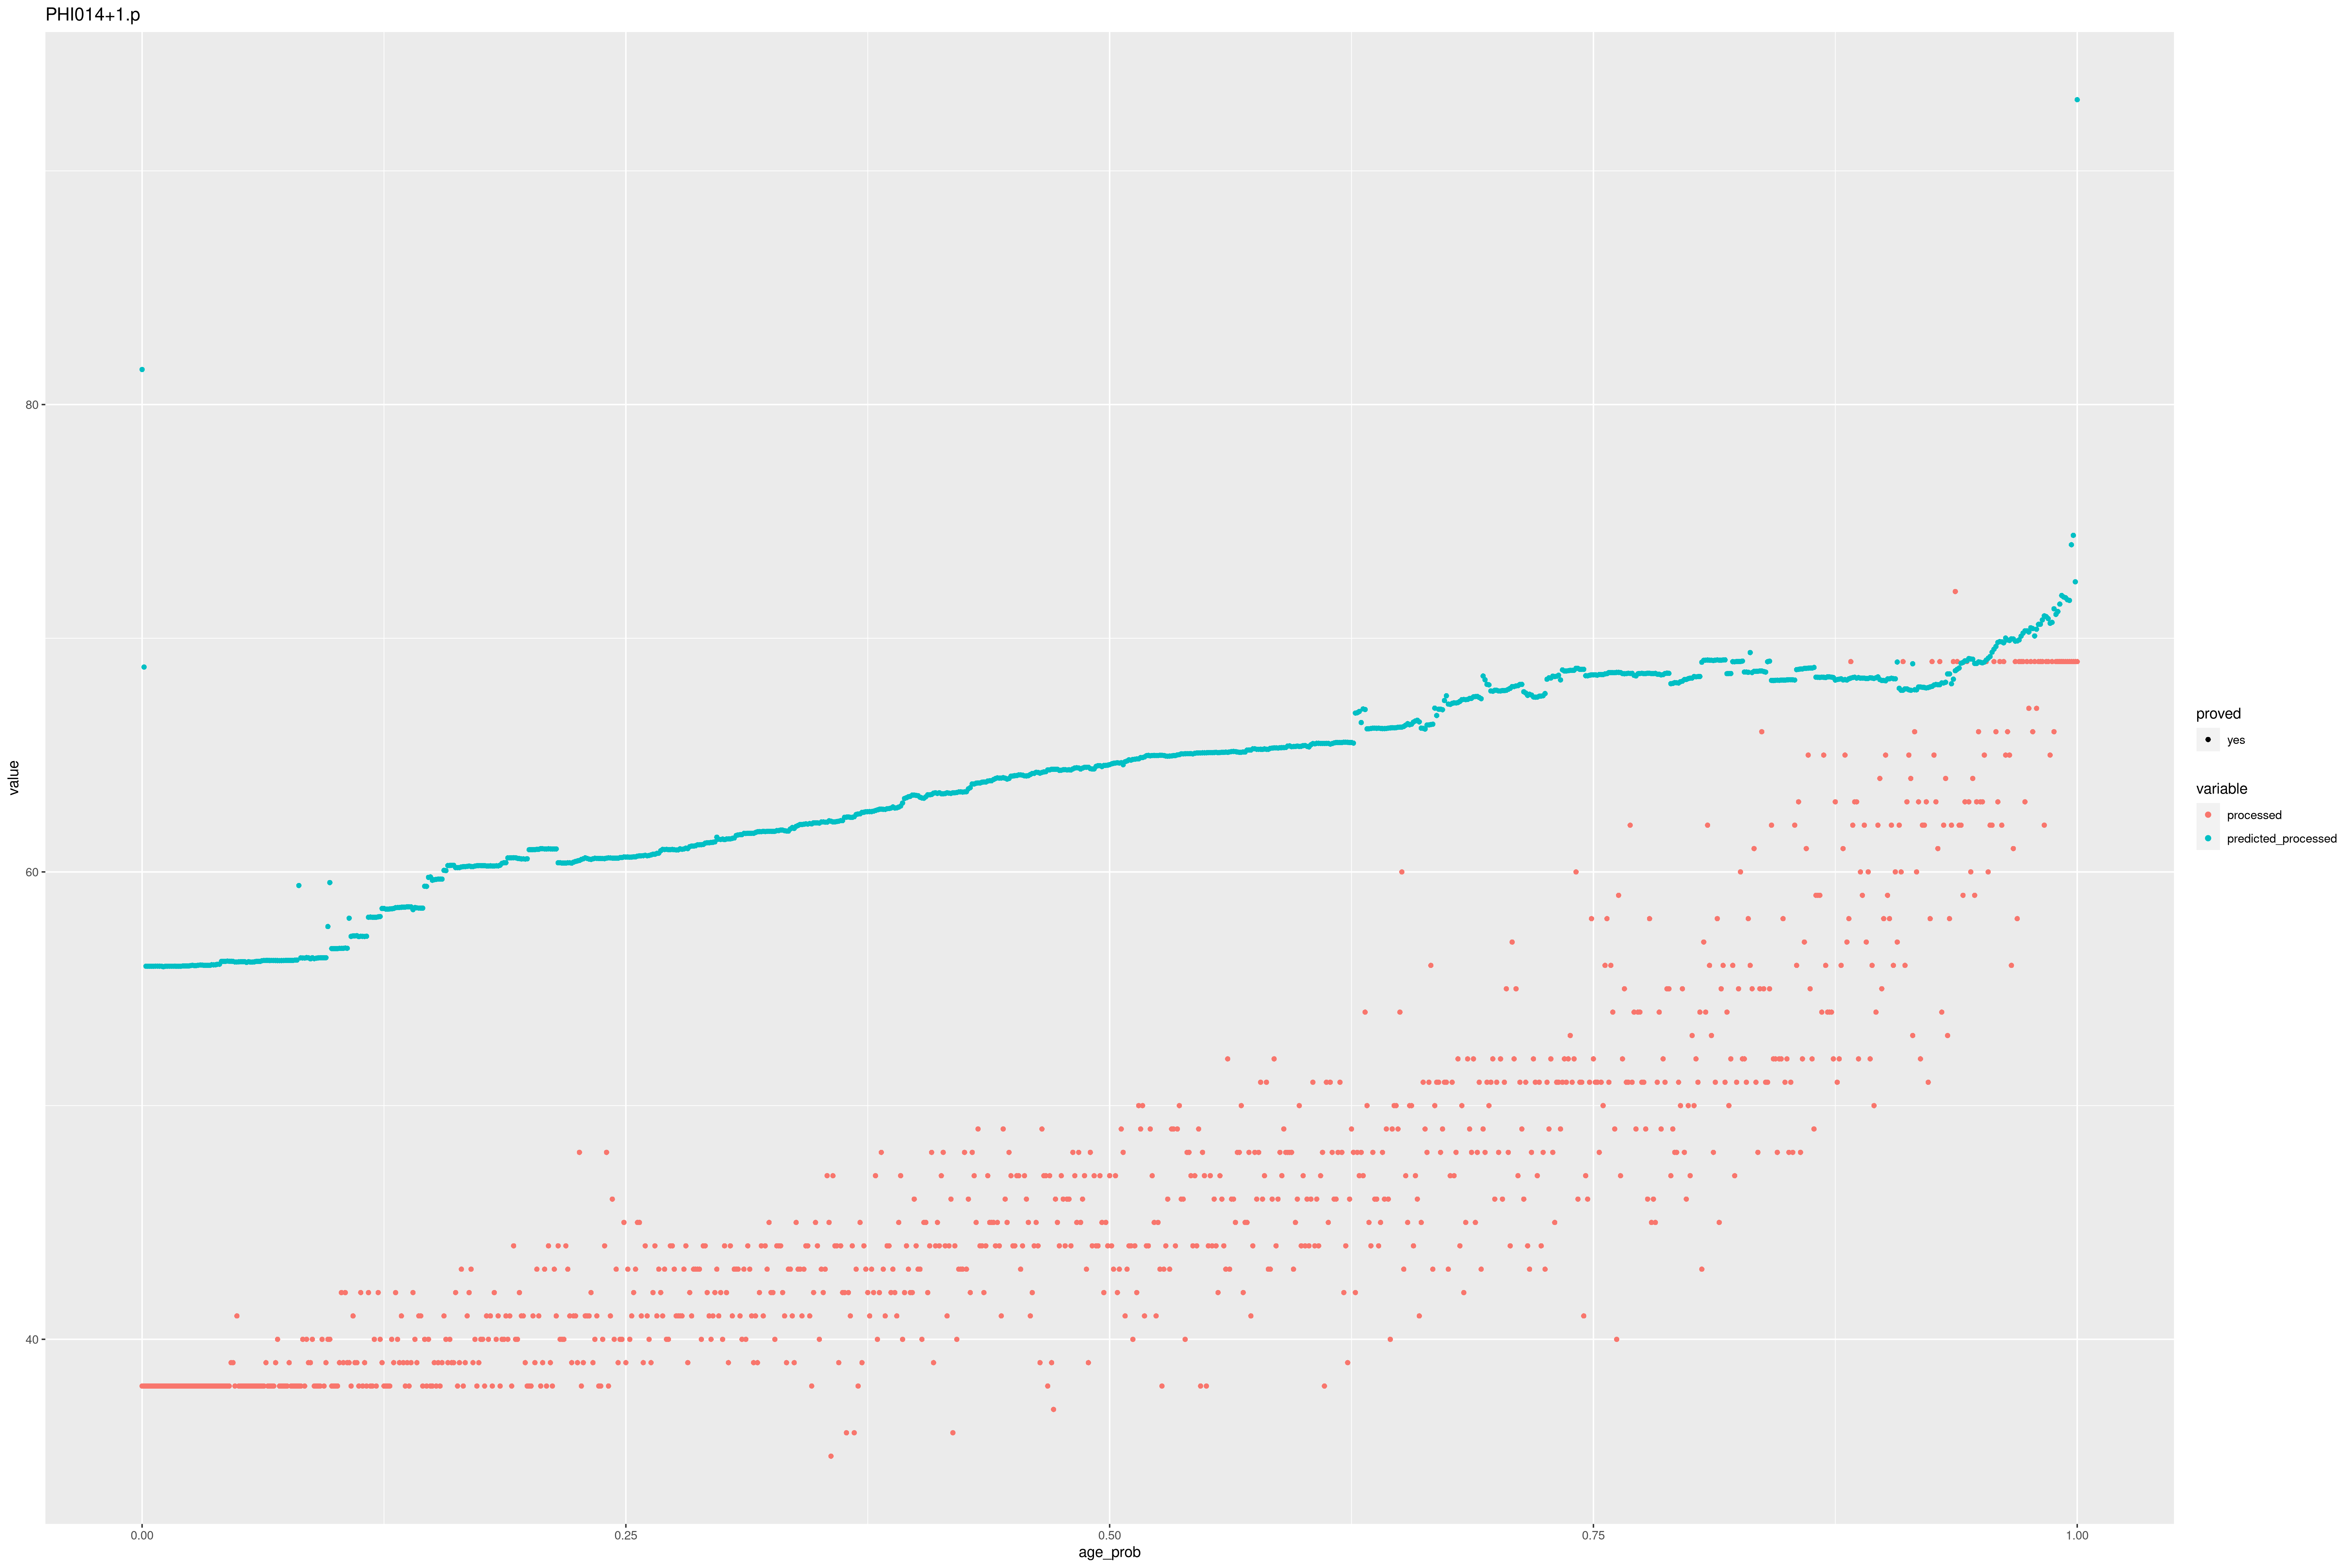 PHI014+1.p
value
80
60
40
0.00 0.25 0.50 0.75 1.00
age_prob
proved
yes
variable
processed
predicted_processed